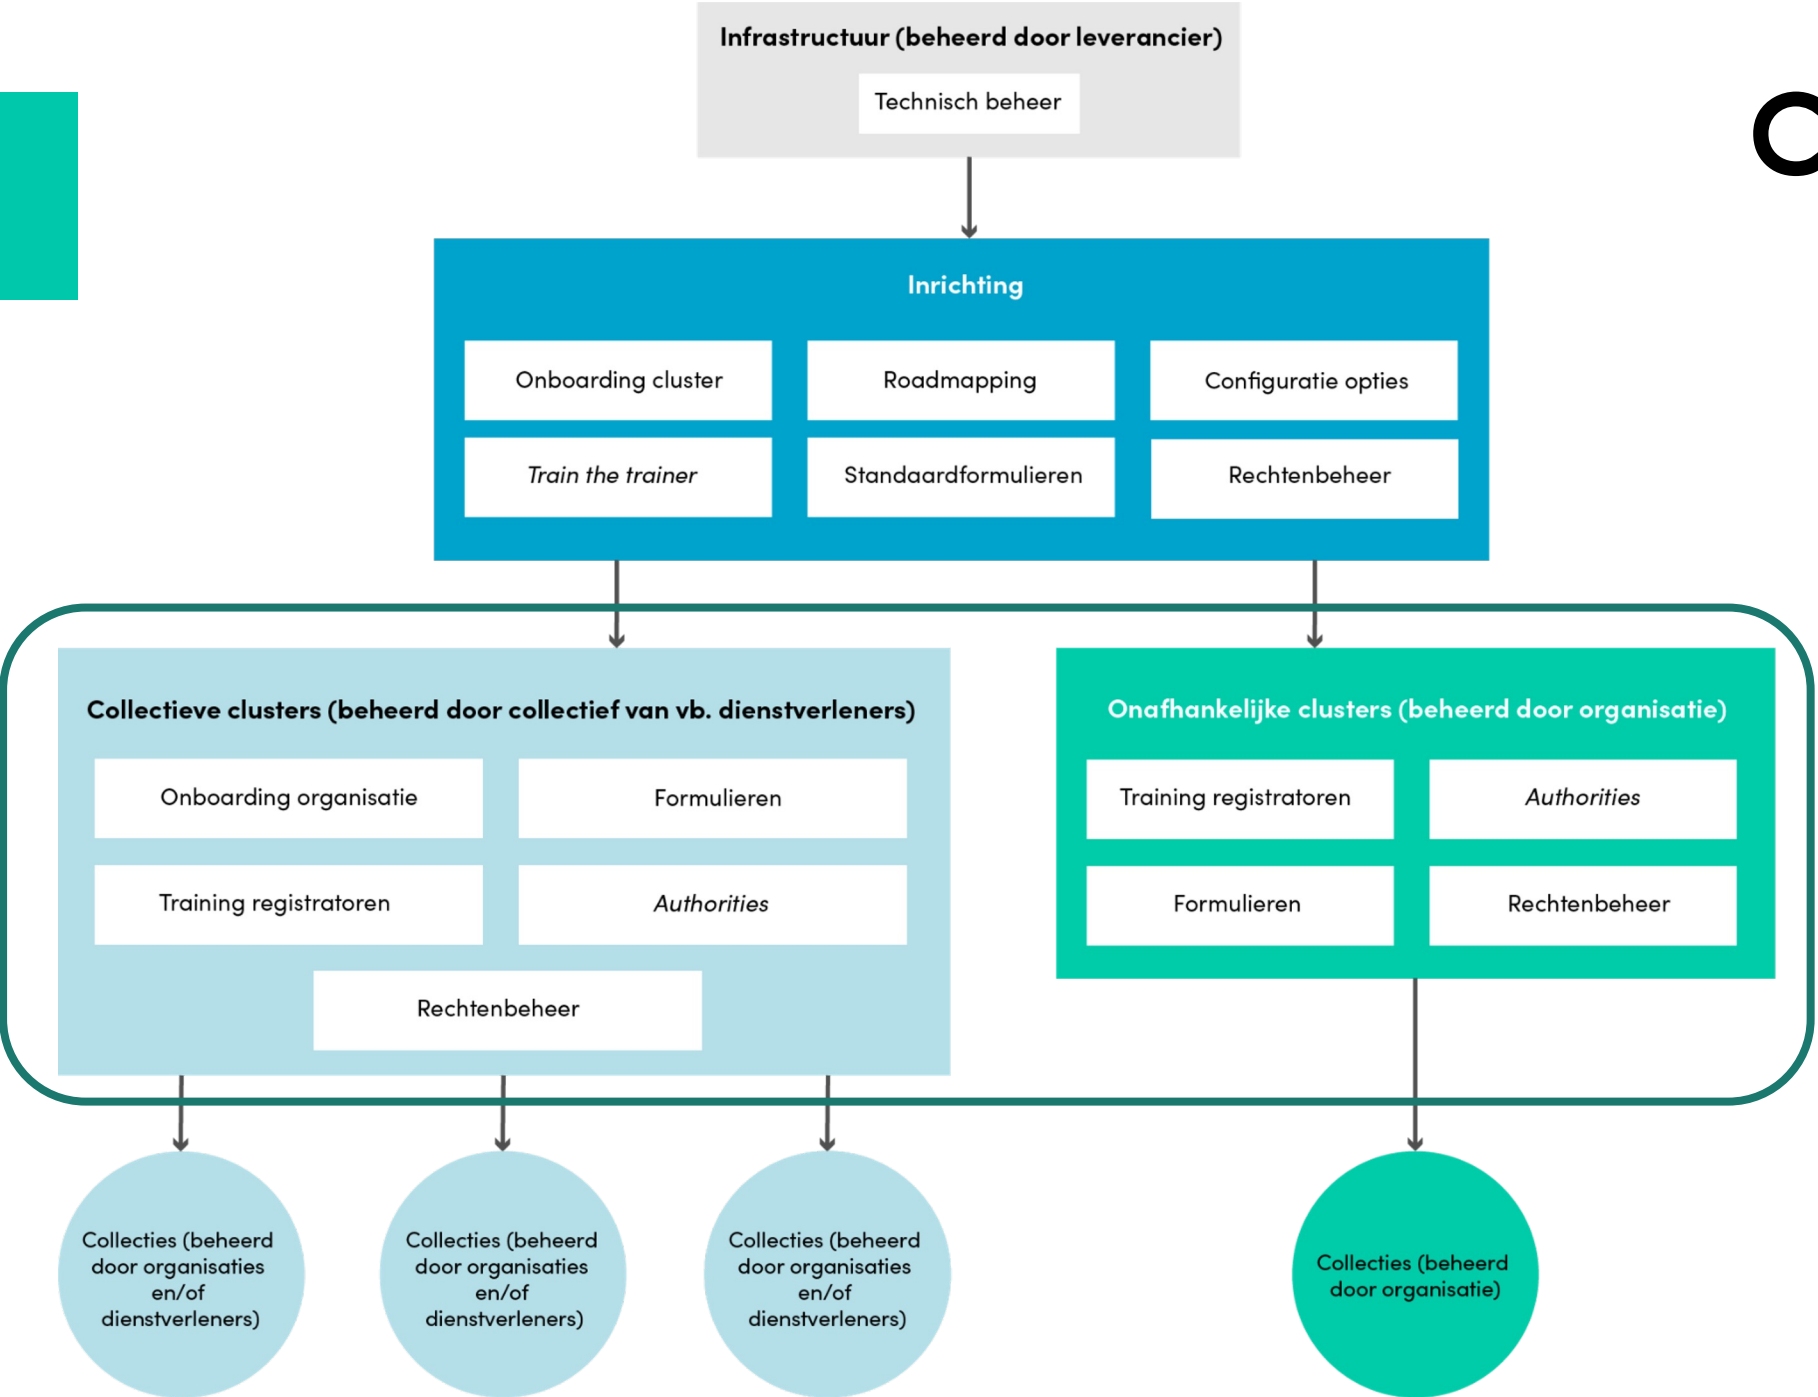 Infrastructuur (beheerd door leverancier)
Technisch beheer
Inrichting
Onboarding cluster
Roadmapping
Configuratie opties
Train the trainer
Standaardformulieren
Rechtenbeheer
Collectieve clusters (beheerd door collectief van vb. dienstverleners)
Onboarding organisatie
Formulieren
Training registratoren
Authorities
Rechtenbeheer
Onafhankelijke clusters (beheerd door organisatie)
Training registratoren
Authorities
Formulieren
Rechtenbeheer
Collecties (beheerd
door organisaties
en/of
dienstverleners)
Collecties (beheerd
door organisaties
en/of
dienstverleners)
Collecties (beheerd
door organisaties
en/of
dienstverleners)
Collecties (beheerd
door organisatie)